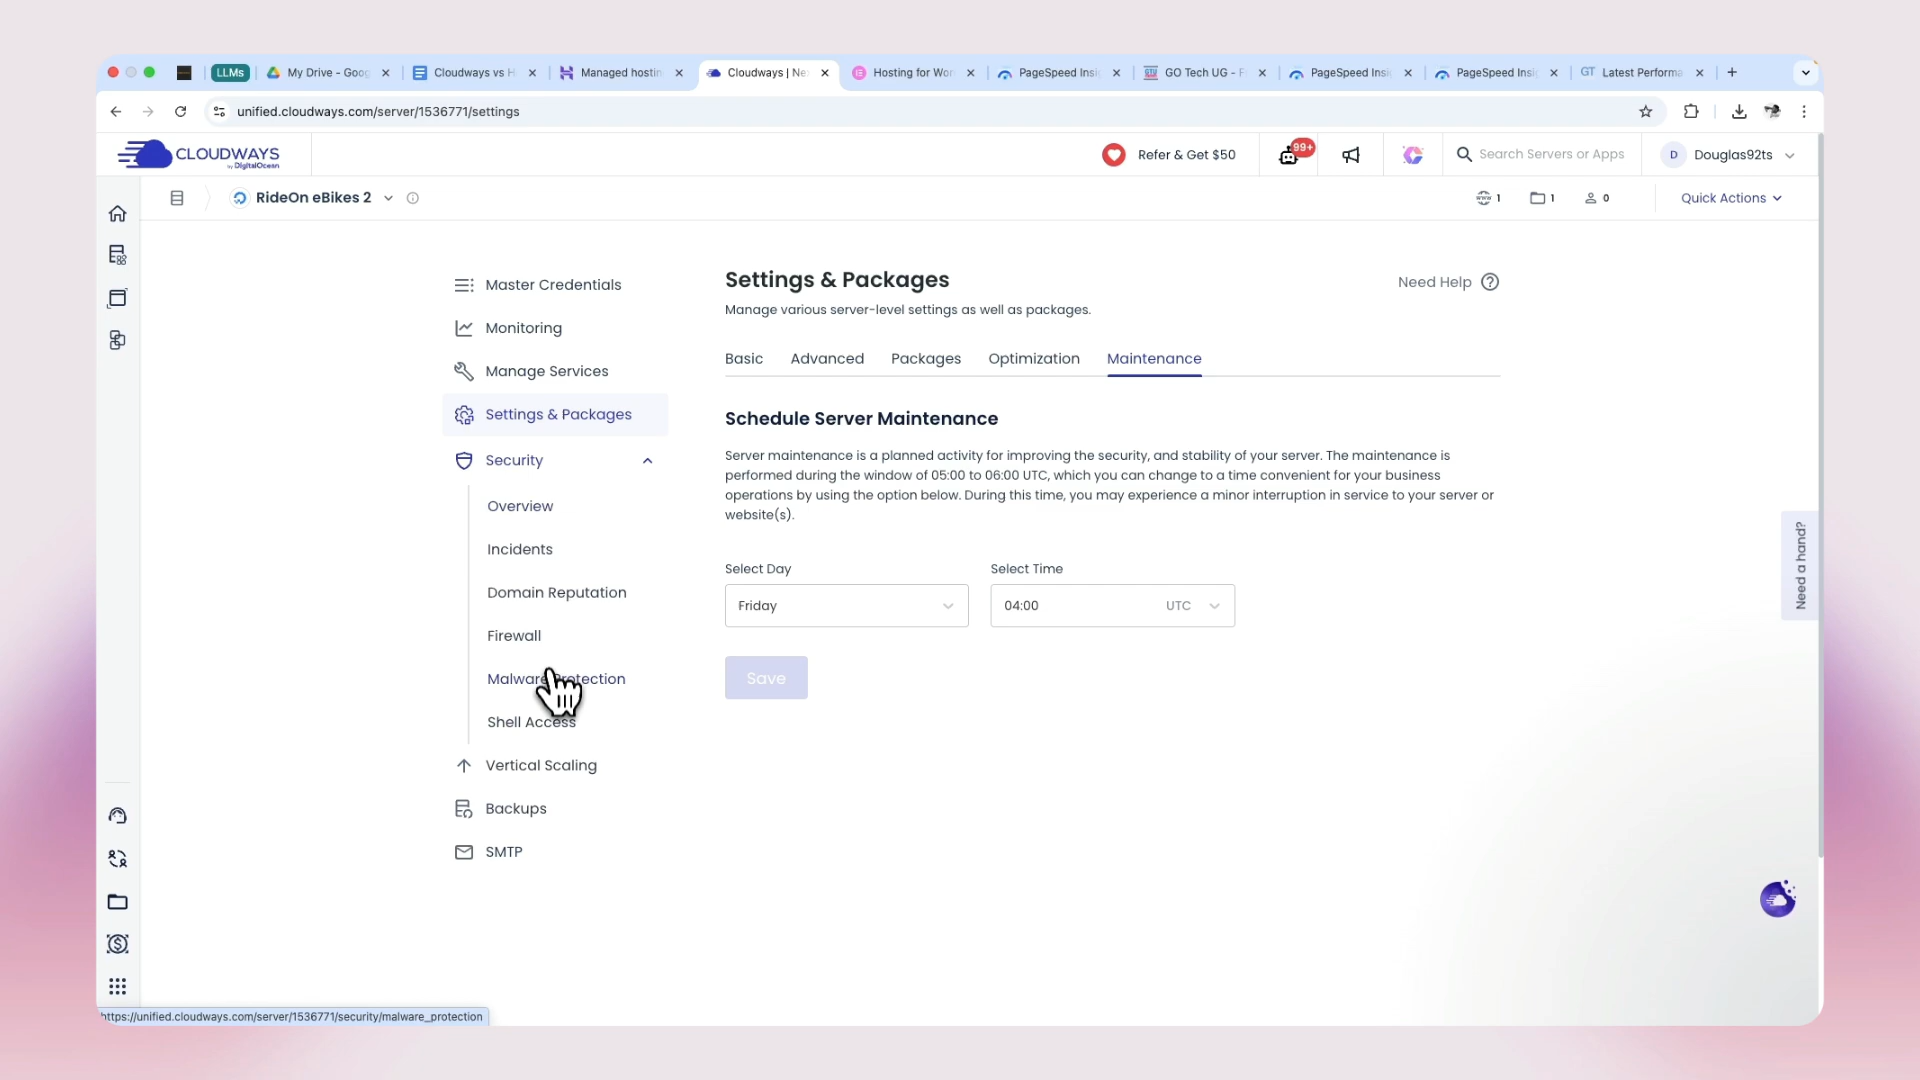 LLMs
My Drive - Goog
Cloudways vs H
Managed hostin
Cloudways | Ne
Hosting for Wor
PageSpeed Insi
GO Tech UG - F
PageSpeed Insi
PageSpeed Insi
GT Latest Performa
unified.cloudways.com/server/1536771/settings
CLOUDWAYS
by DigitalOcean
Refer & Get $50
99+
Search Servers or Apps
D
Douglas92ts
RideOn eBikes 2
www 1
1
0
Quick Actions
Master Credentials
Monitoring
Manage Services
Settings & Packages
Security
Overview
Incidents
Domain Reputation
Firewall
Malware Protection
Shell Access
Vertical Scaling
Backups
SMTP
Settings & Packages
Need Help
Manage various server-level settings as well as packages.
Basic
Advanced
Packages
Optimization
Maintenance
Schedule Server Maintenance
Server maintenance is a planned activity for improving the security, and stability of your server. The maintenance is
performed during the window of 05:00 to 06:00 UTC, which you can change to a time convenient for your business
operations by using the option below. During this time, you may experience a minor interruption in service to your server or
website(s).
Select Day
Select Time
Friday
04:00 UTC
Save
Need a hand?
https://unified.cloudways.com/server/1536771/security/malware_protection